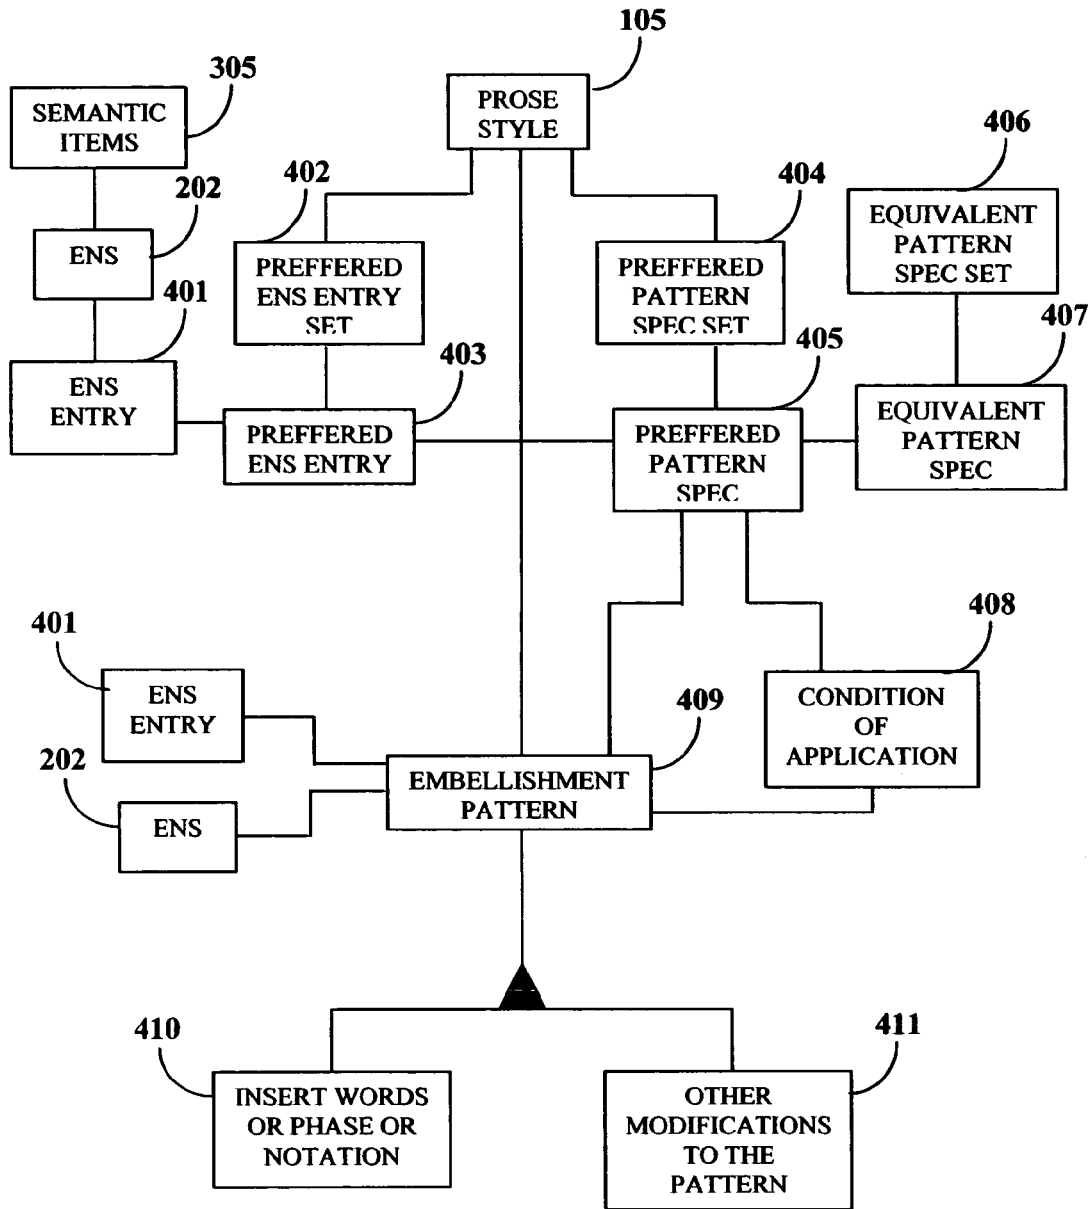 105
PROSE
STYLE
305
SEMANTIC
ITEMS
202
ENS
401
ENS
ENTRY
402
PREFFERED
ENS ENTRY
SET
403
PREFFERED
ENS ENTRY
404
PREFFERED
PATTERN
SPEC SET
405
PREFFERED
PATTERN
SPEC
406
EQUIVALENT
PATTERN
SPEC SET
407
EQUIVALENT
PATTERN
SPEC
408
CONDITION
OF
APPLICATION
401
ENS
ENTRY
202
ENS
409
EMBELLISHMENT
PATTERN
410
INSERT WORDS
OR PHASE OR
NOTATION
411
OTHER
MODIFICATIONS
TO THE
PATTERN